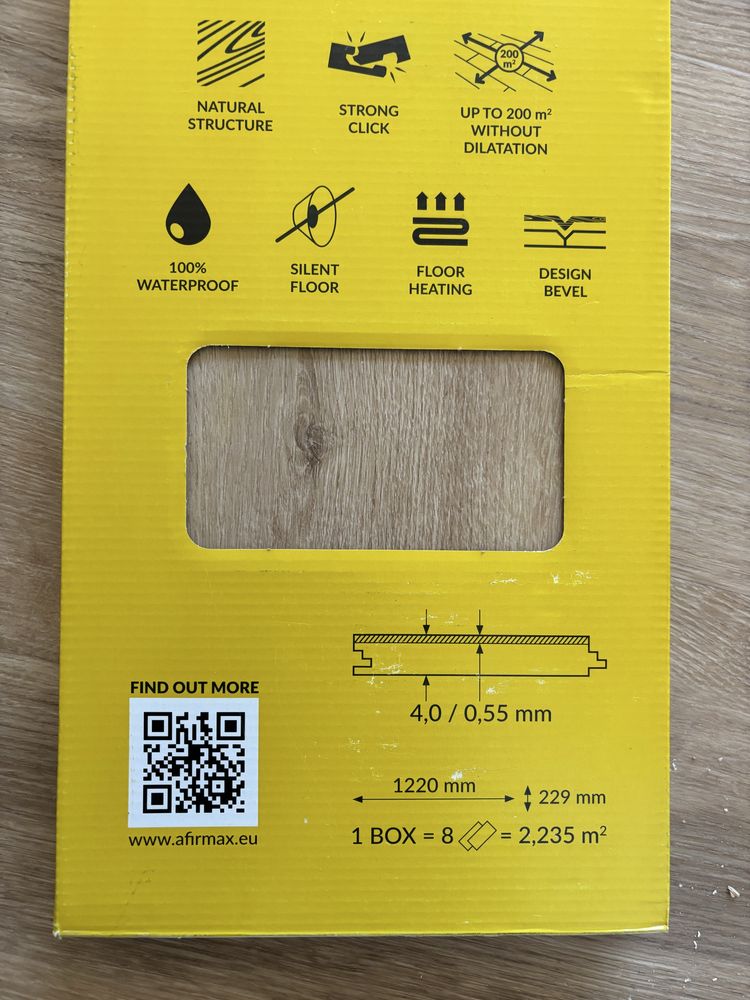 200
m²
NATURAL
STRUCTURE
STRONG
CLICK
UP TO 200 m²
WITHOUT
DILATATION
100%
WATERPROOF
SILENT
FLOOR
FLOOR
HEATING
DESIGN
BEVEL
4,0 / 0,55 mm
FIND OUT MORE
www.afirmax.eu
1220 mm
229 mm
1 BOX = 8 = 2,235 m²